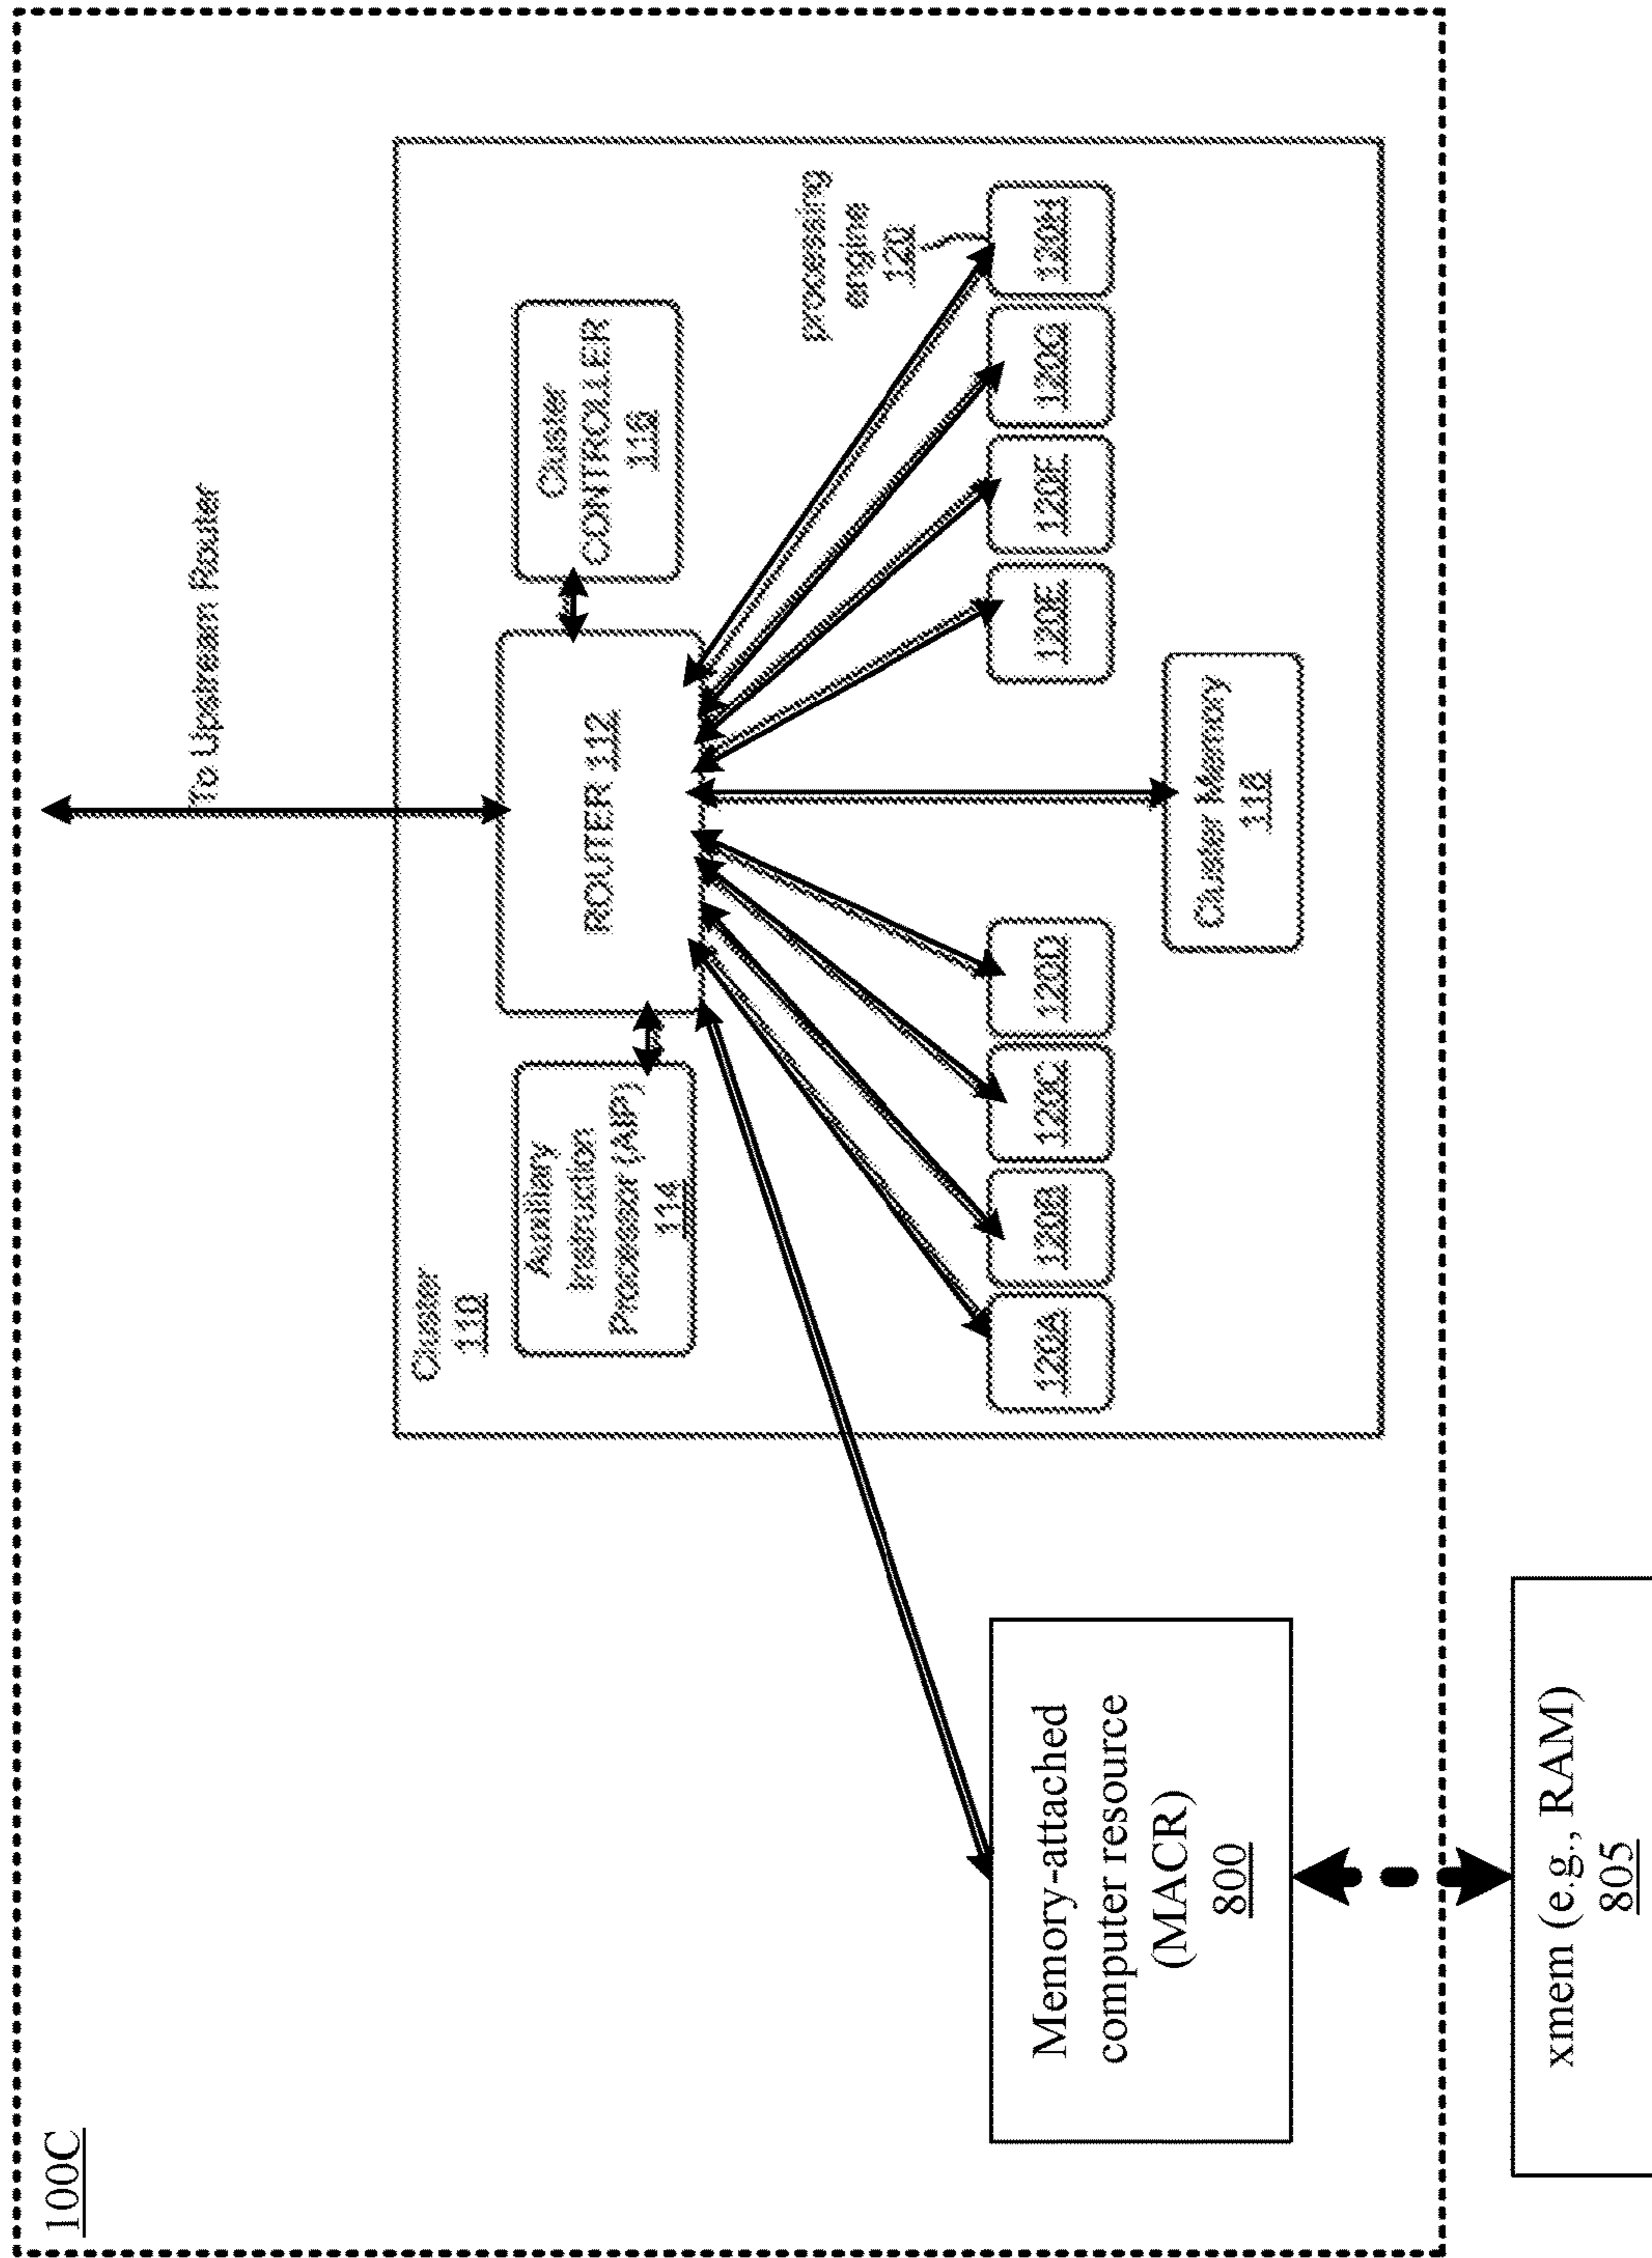 100C
To Upstream Router
Cluster
110
Auxiliary
Instruction
Processor (AIP)
114
ROUTER 112
Cluster
CONTROLLER
116
processing
engine
120
120A
120B
120C
120D
120E
120F
120G
120H
Cluster Memory
118
Memory-attached
computer resource
(MACR)
800
xmem (e.g., RAM)
805